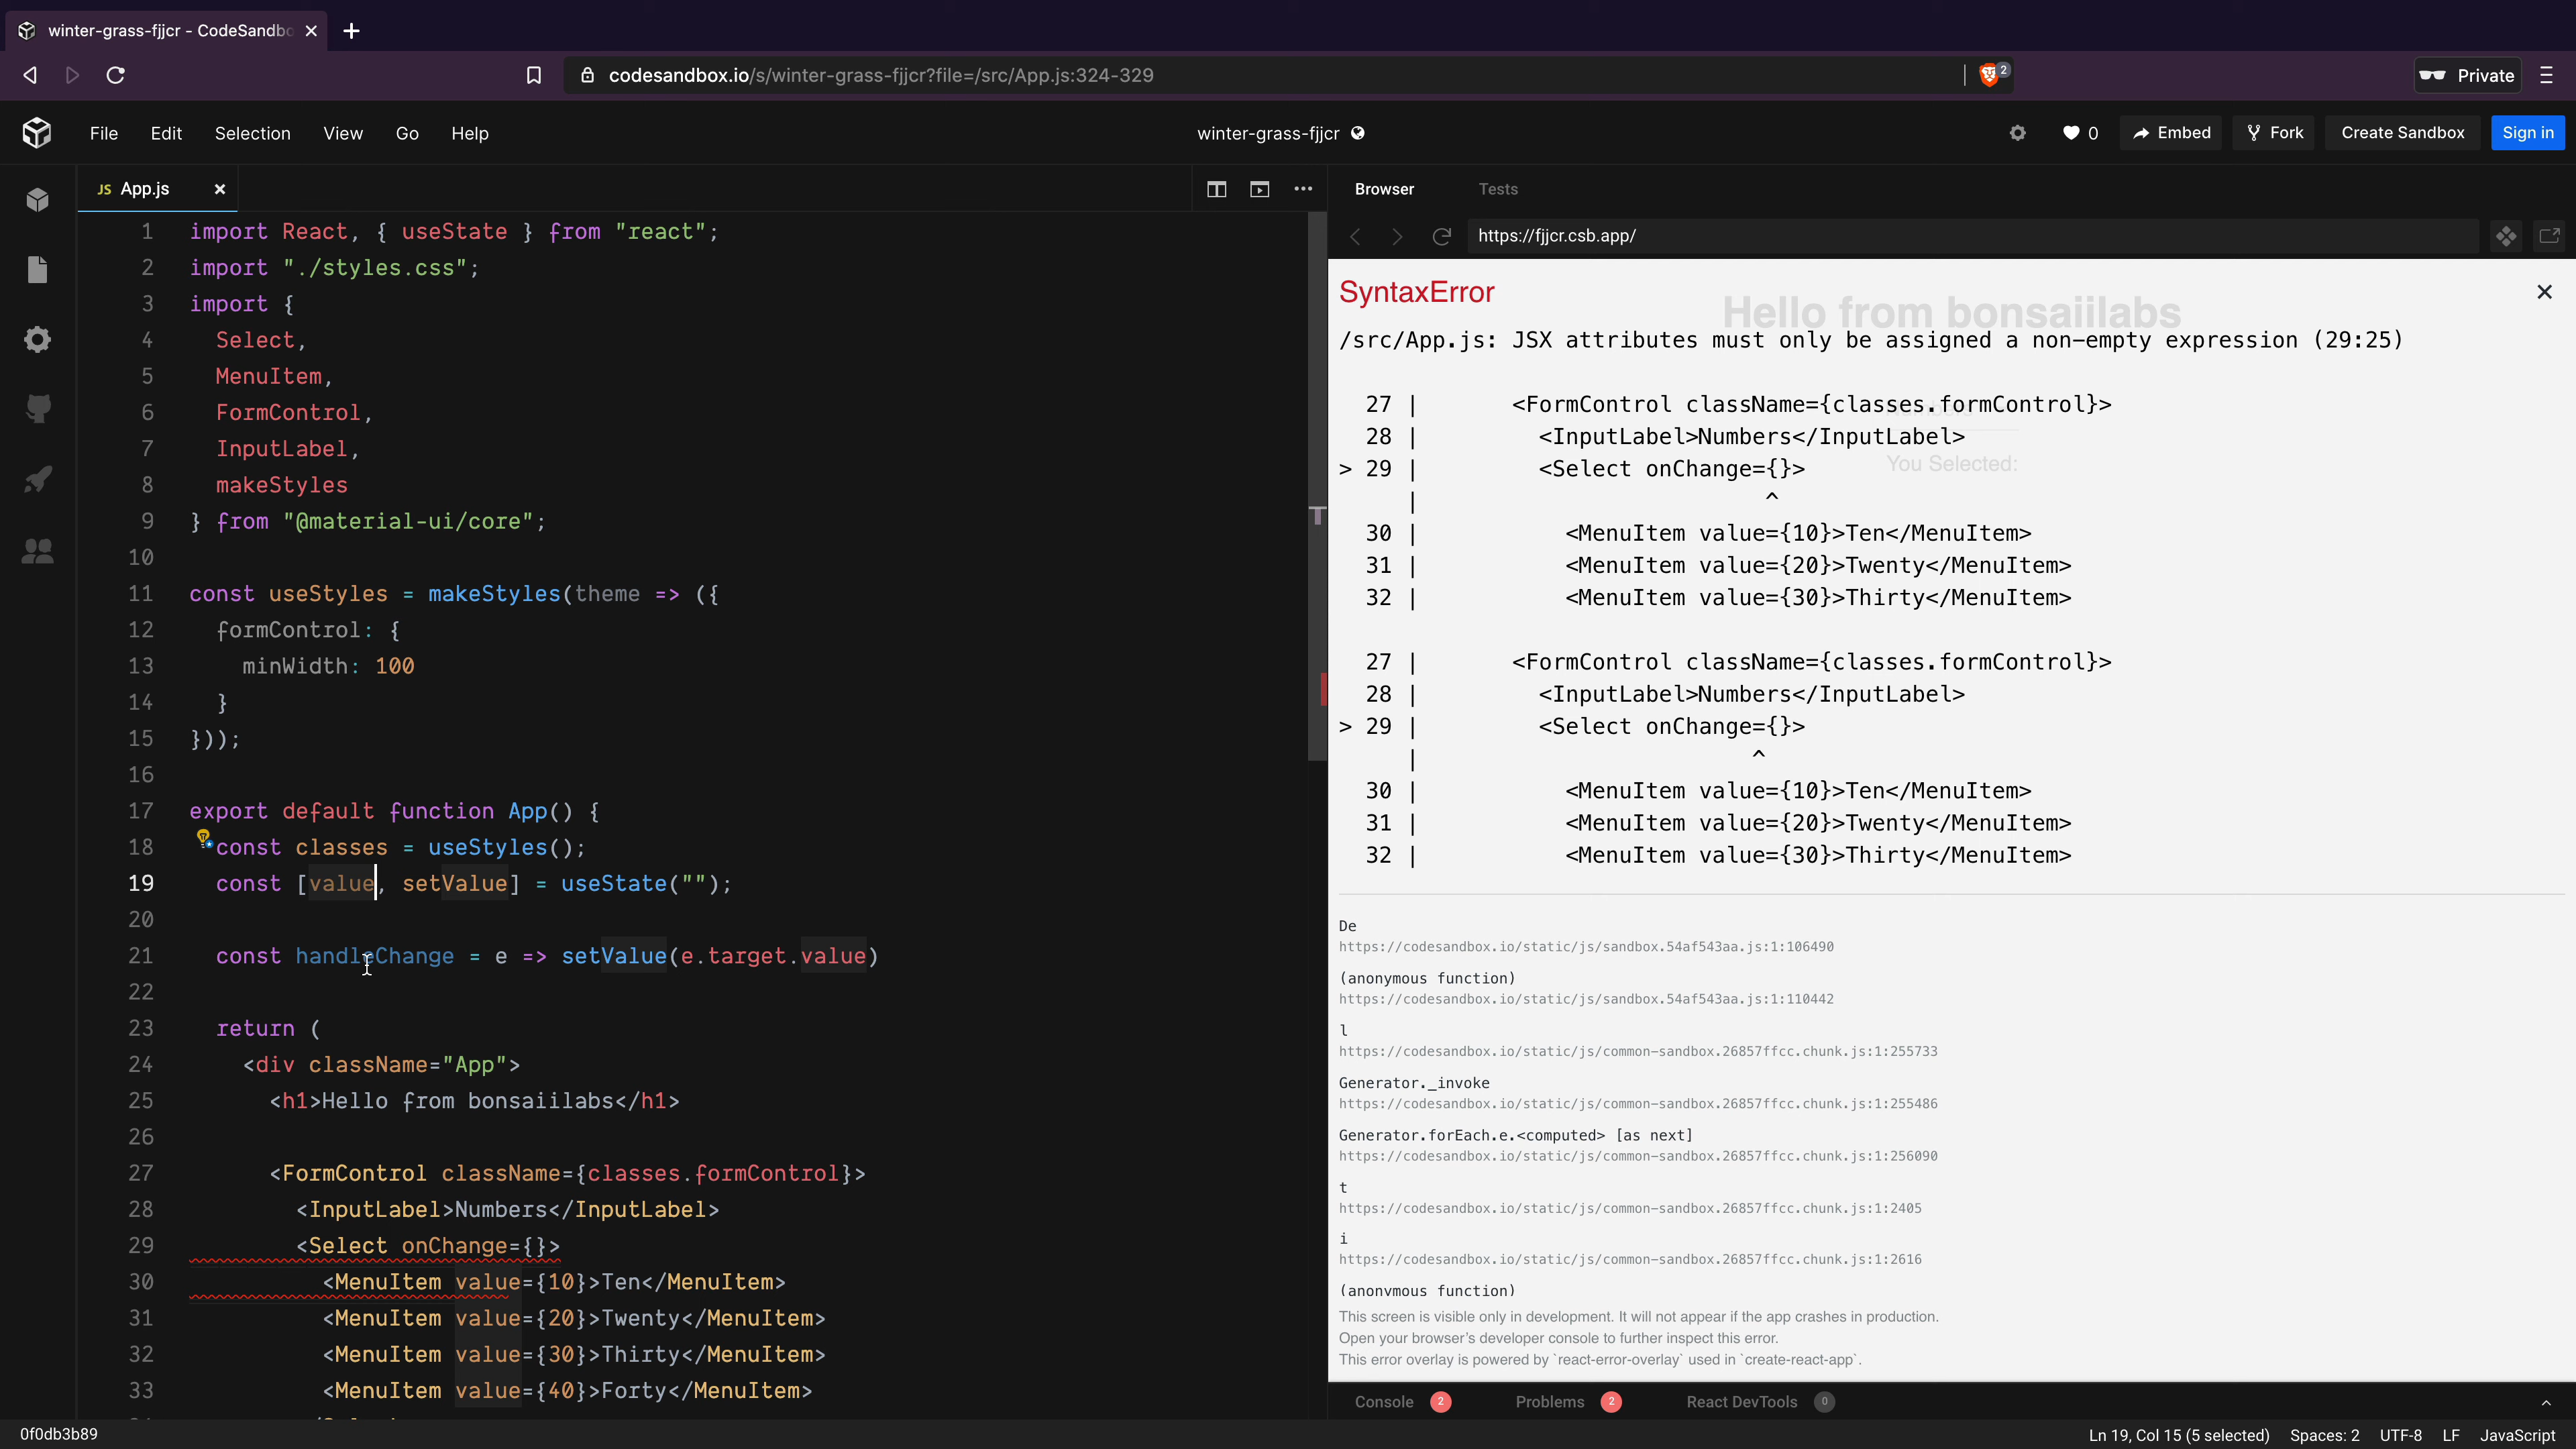 winter-grass-fjjcr - CodeSandbo
codesandbox.io/s/winter-grass-fjjcr?file=/src/App.js:324-329
2
Private
File Edit Selection View Go Help
winter-grass-fjjcr
0 Embed Fork Create Sandbox Sign in
JS App.js
1 import React, { useState } from "react";
2 import "./styles.css";
3 import {
4 Select,
5 MenuItem,
6 FormControl,
7 InputLabel,
8 makeStyles
9 } from "@material-ui/core";
10
11 const useStyles = makeStyles(theme => ({
12 formControl: {
13 minWidth: 100
14 }
15 }));
16
17 export default function App() {
18 const classes = useStyles();
19 const [value, setValue] = useState("");
20
21 const handleChange = e => setValue(e.target.value)
22
23 return (
24 <div className="App">
25 <h1>Hello from bonsaiilabs</h1>
26
27 <FormControl className={classes.formControl}>
28 <InputLabel>Numbers</InputLabel>
29 <Select onChange={}>
30 <MenuItem value={10}>Ten</MenuItem>
31 <MenuItem value={20}>Twenty</MenuItem>
32 <MenuItem value={30}>Thirty</MenuItem>
33 <MenuItem value={40}>Forty</MenuItem>
Browser Tests
https://fjjcr.csb.app/
SyntaxError
Hello from bonsaiilabs
/src/App.js: JSX attributes must only be assigned a non-empty expression (29:25)
27 | <FormControl className={classes.formControl}>
28 | <InputLabel>Numbers</InputLabel>
> 29 | <Select onChange={}>
You Selected:
| ^
30 | <MenuItem value={10}>Ten</MenuItem>
31 | <MenuItem value={20}>Twenty</MenuItem>
32 | <MenuItem value={30}>Thirty</MenuItem>
27 | <FormControl className={classes.formControl}>
28 | <InputLabel>Numbers</InputLabel>
> 29 | <Select onChange={}>
| ^
30 | <MenuItem value={10}>Ten</MenuItem>
31 | <MenuItem value={20}>Twenty</MenuItem>
32 | <MenuItem value={30}>Thirty</MenuItem>
De
https://codesandbox.io/static/js/sandbox.54af543aa.js:1:106490
(anonymous function)
https://codesandbox.io/static/js/sandbox.54af543aa.js:1:110442
l
https://codesandbox.io/static/js/common-sandbox.26857ffcc.chunk.js:1:255733
Generator._invoke
https://codesandbox.io/static/js/common-sandbox.26857ffcc.chunk.js:1:255486
Generator.forEach.e.<computed> [as next]
https://codesandbox.io/static/js/common-sandbox.26857ffcc.chunk.js:1:256090
t
https://codesandbox.io/static/js/common-sandbox.26857ffcc.chunk.js:1:2405
i
https://codesandbox.io/static/js/common-sandbox.26857ffcc.chunk.js:1:2616
(anonymous function)
This screen is visible only in development. It will not appear if the app crashes in production.
Open your browser's developer console to further inspect this error.
This error overlay is powered by `react-error-overlay` used in `create-react-app`.
Console 2 Problems 2 React DevTools 0
0f0db3b89
Ln 19, Col 15 (5 selected) Spaces: 2 UTF-8 LF JavaScript